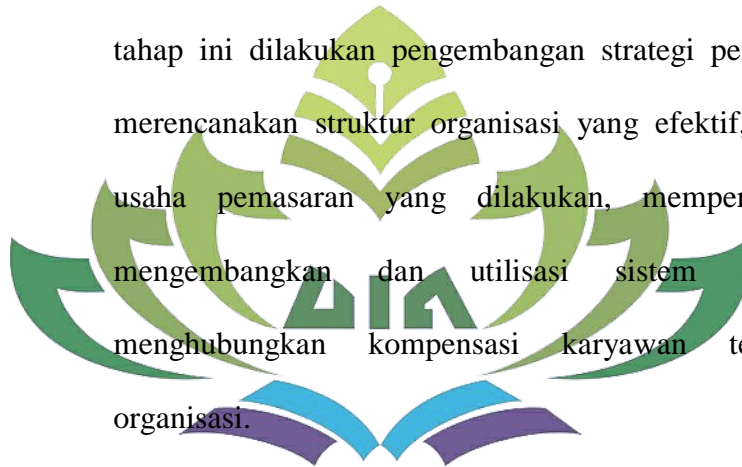 tahap ini dilakukan pengembangan strategi pe
merencanakan struktur organisasi yang efektif,
usaha pemasaran yang dilakukan, memper
mengembangkan dan utilisasi sistem
menghubungkan kompensasi karyawan te
organisasi.